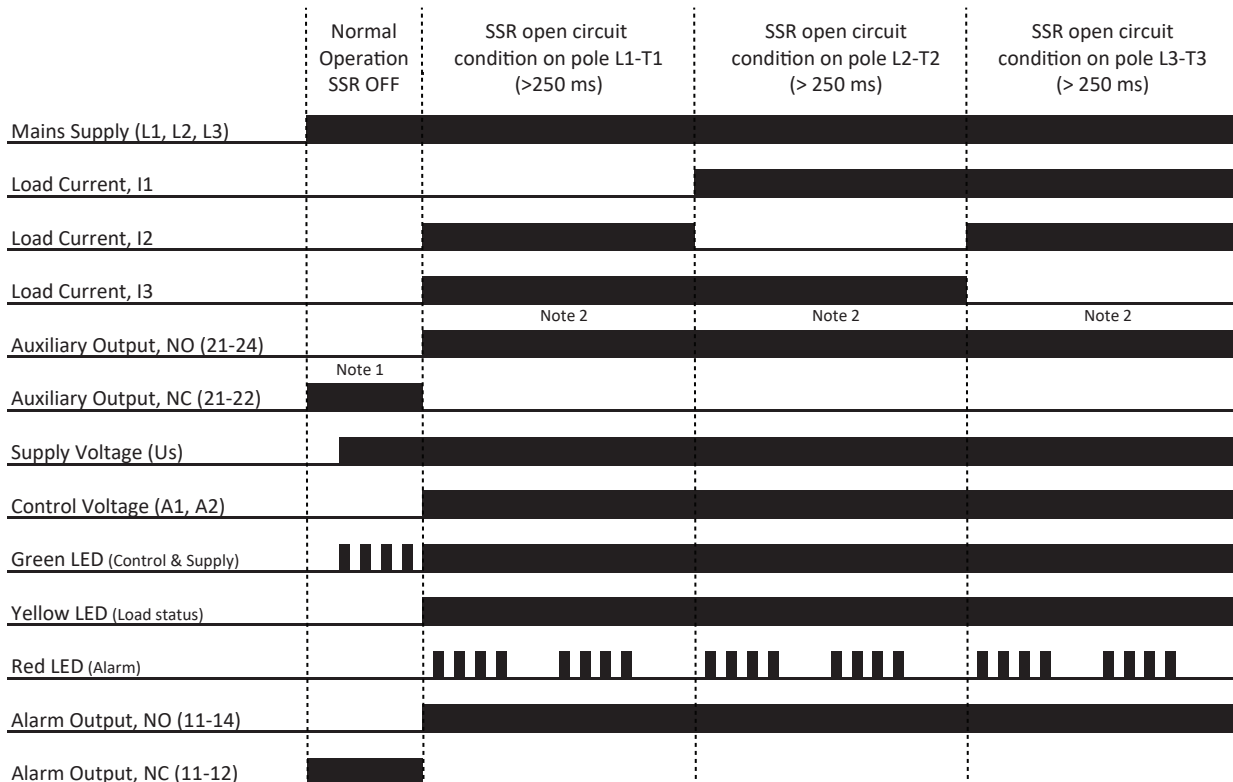 Normal
Operation
SSR OFF
SSR open circuit
condition on pole L1-T1
(>250 ms)
SSR open circuit
condition on pole L2-T2
(> 250 ms)
SSR open circuit
condition on pole L3-T3
(> 250 ms)
Mains Supply (L1, L2, L3)
Load Current, I1
Load Current, I2
Load Current, I3
Note 2 Note 2 Note 2
Auxiliary Output, NO (21-24)
Note 1
Auxiliary Output, NC (21-22)
Supply Voltage (Us)
Control Voltage (A1, A2)
Green LED (Control & Supply)
Yellow LED (Load status)
Red LED (Alarm)
Alarm Output, NO (11-14)
Alarm Output, NC (11-12)